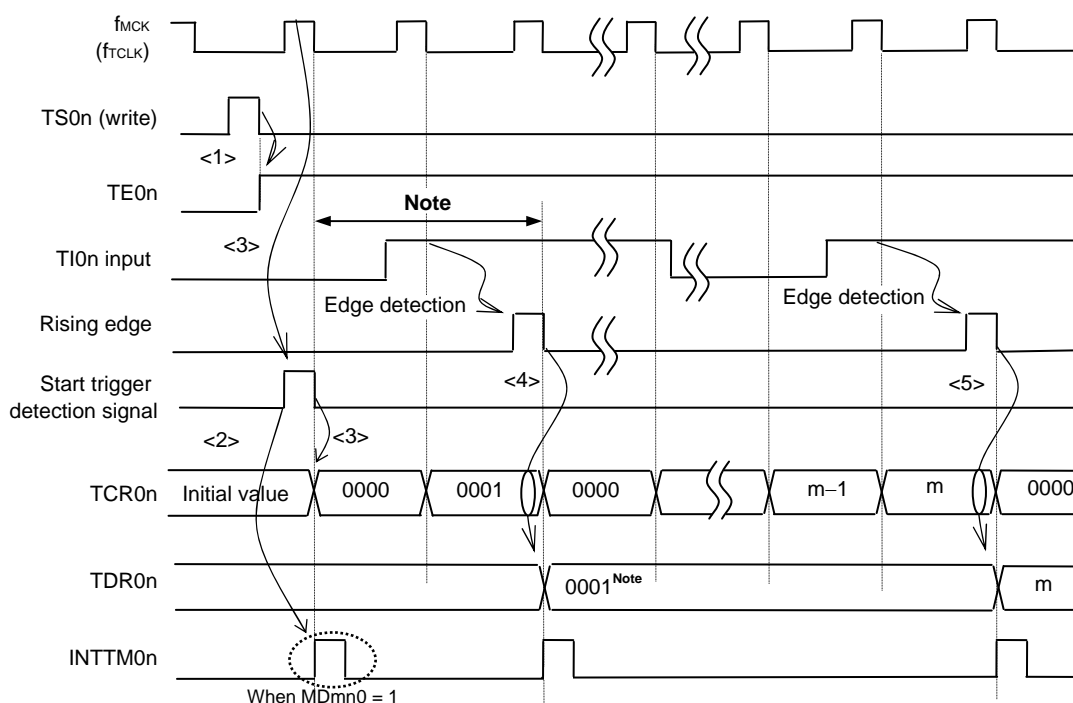 fMCK
(fTCLK)
TS0n (write)
<1>
TE0n
<3>
Note
TI0n input
Edge detection
Edge detection
Rising edge
<4>
<5>
Start trigger
detection signal
<2>
<3>
TCR0n
Initial value
0000
0001
0000
m−1
m
0000
TDR0n
0001Note
m
INTTM0n
When MDmn0 = 1